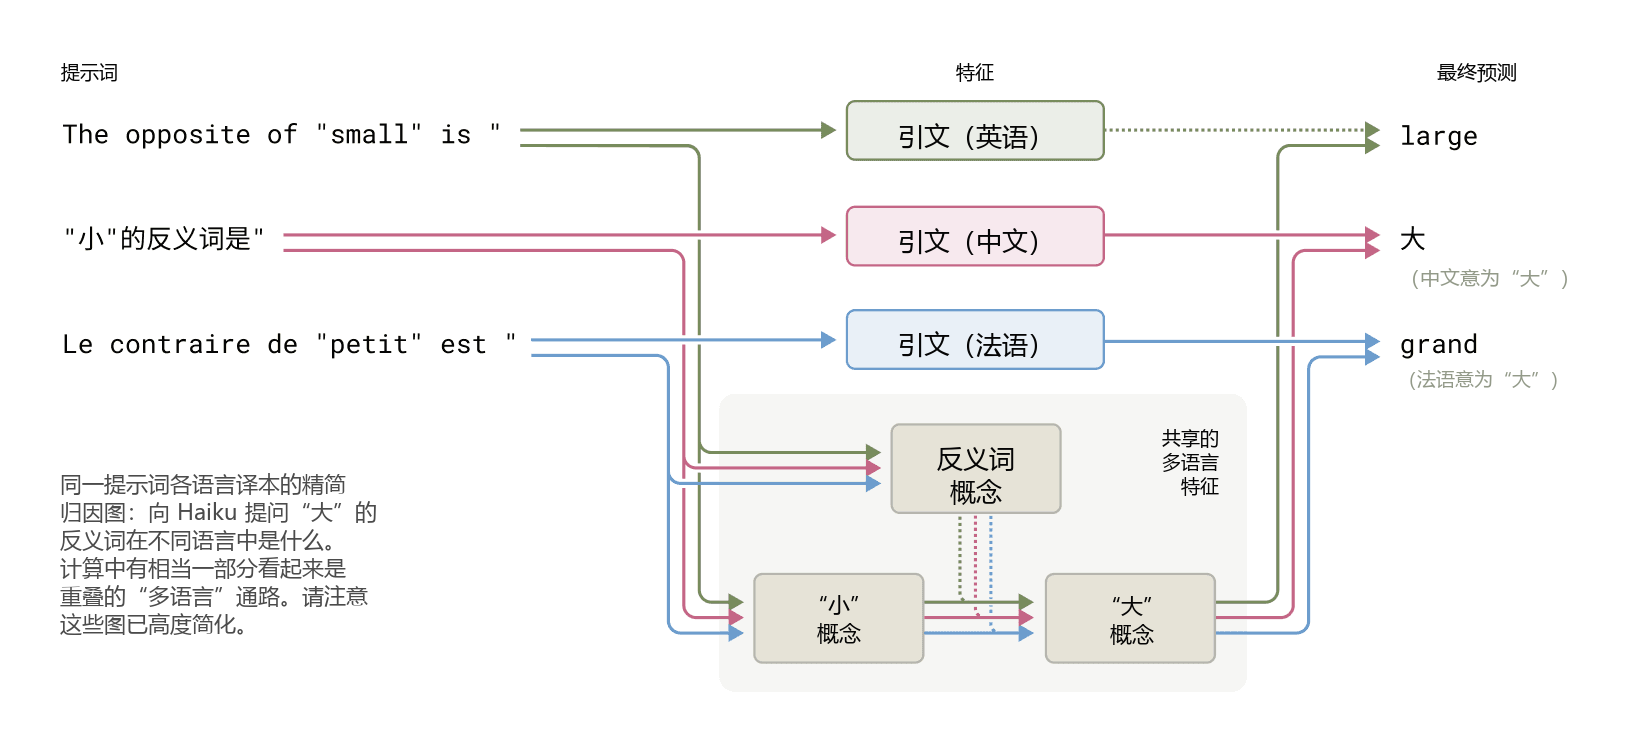 提示词
特征
最终预测
The opposite of "small" is "
引文（英语）
large
"小"的反义词是"
引文（中文）
大
（中文意为“大”）
Le contraire de "petit" est "
引文（法语）
grand
（法语意为“大”）
反义词
概念
共享的
多语言
特征
“小”
概念
“大”
概念
同一提示词各语言译本的精简
归因图：向 Haiku 提问“大”的
反义词在不同语言中是什么。
计算中有相当一部分看起来是
重叠的“多语言”通路。请注意
这些图已高度简化。